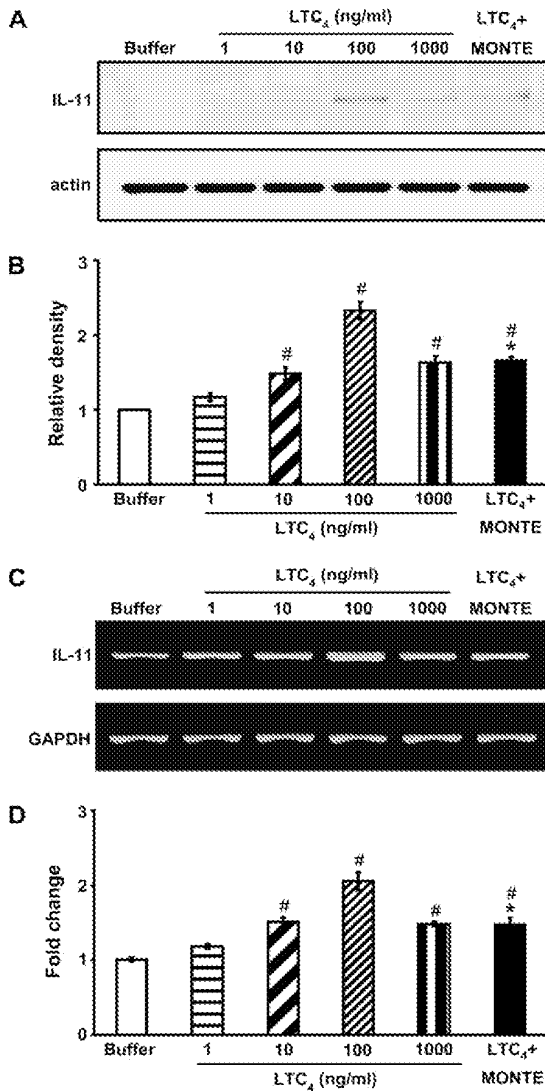 A
LTC4 (ng/ml)
LTC4+
Buffer 1 10 100 1000 MONTE
IL-11
actin
B
3
2
1
0
Relative density
#
#
#
#
*
Buffer 1 10 100 1000 LTC4+
LTC4 (ng/ml) MONTE
C
LTC4 (ng/ml)
LTC4+
Buffer 1 10 100 1000 MONTE
IL-11
GAPDH
D
3
2
1
0
Fold change
#
#
#
#
*
Buffer 1 10 100 1000 LTC4+
LTC4 (ng/ml) MONTE